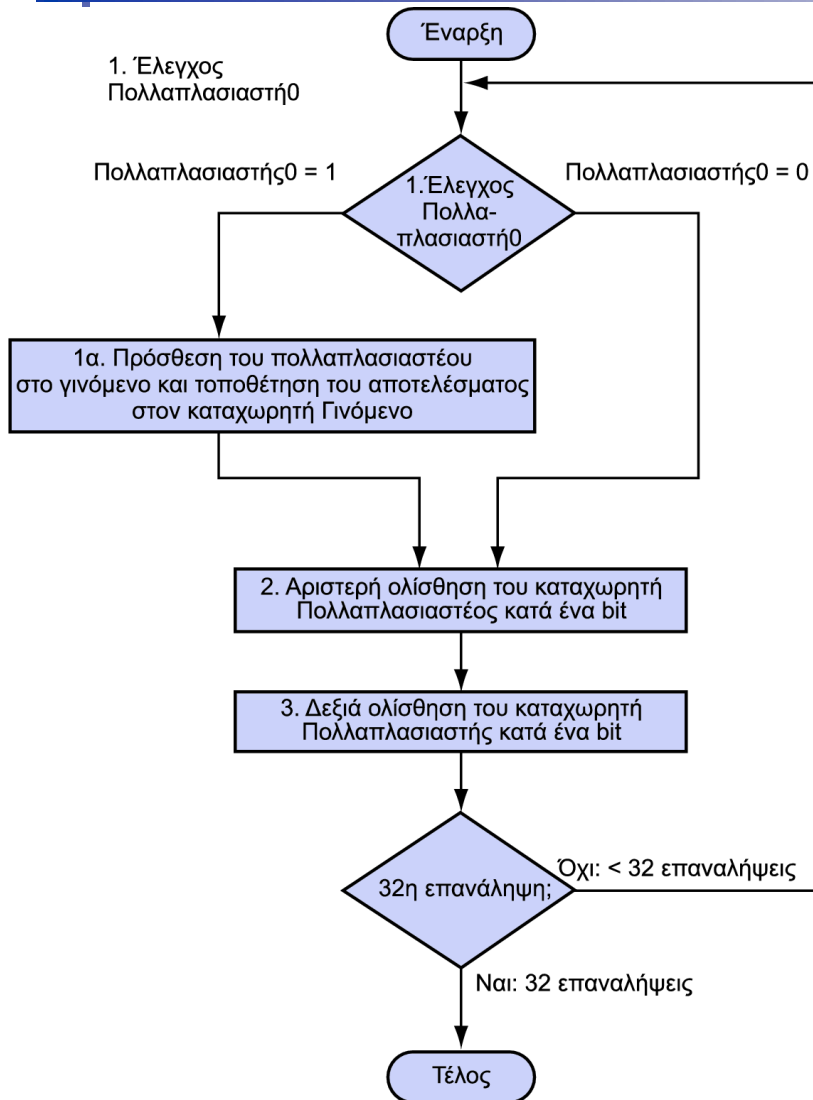 Έναρξη
1. Έλεγχος
Πολλαπλασιαστή0
Πολλαπλασιαστής0 = 1
Πολλαπλασιαστής0 = 0
1.Έλεγχος
Πολλα-
πλασιαστή0
1α. Πρόσθεση του πολλαπλασιαστέου
στο γινόμενο και τοποθέτηση του αποτελέσματος
στον καταχωρητή Γινόμενο
2. Αριστερή ολίσθηση του καταχωρητή
Πολλαπλασιαστέος κατά ένα bit
3. Δεξιά ολίσθηση του καταχωρητή
Πολλαπλασιαστής κατά ένα bit
32η επανάληψη;
Όχι: < 32 επαναλήψεις
Ναι: 32 επαναλήψεις
Τέλος